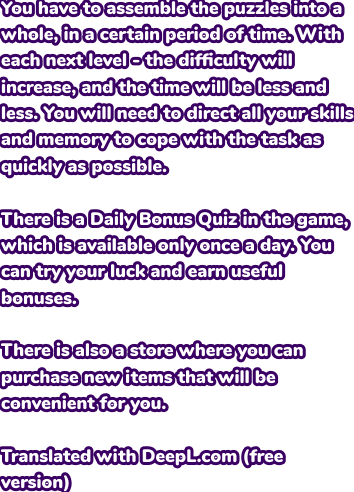 You have to assemble the puzzles into a
whole, in a certain period of time. With
each next level - the difficulty will
increase, and the time will be less and
less. You will need to direct all your skills
and memory to cope with the task as
quickly as possible.

There is a Daily Bonus Quiz in the game,
which is available only once a day. You
can try your luck and earn useful
bonuses.

There is also a store where you can
purchase new items that will be
convenient for you.

Translated with DeepL.com (free
version)